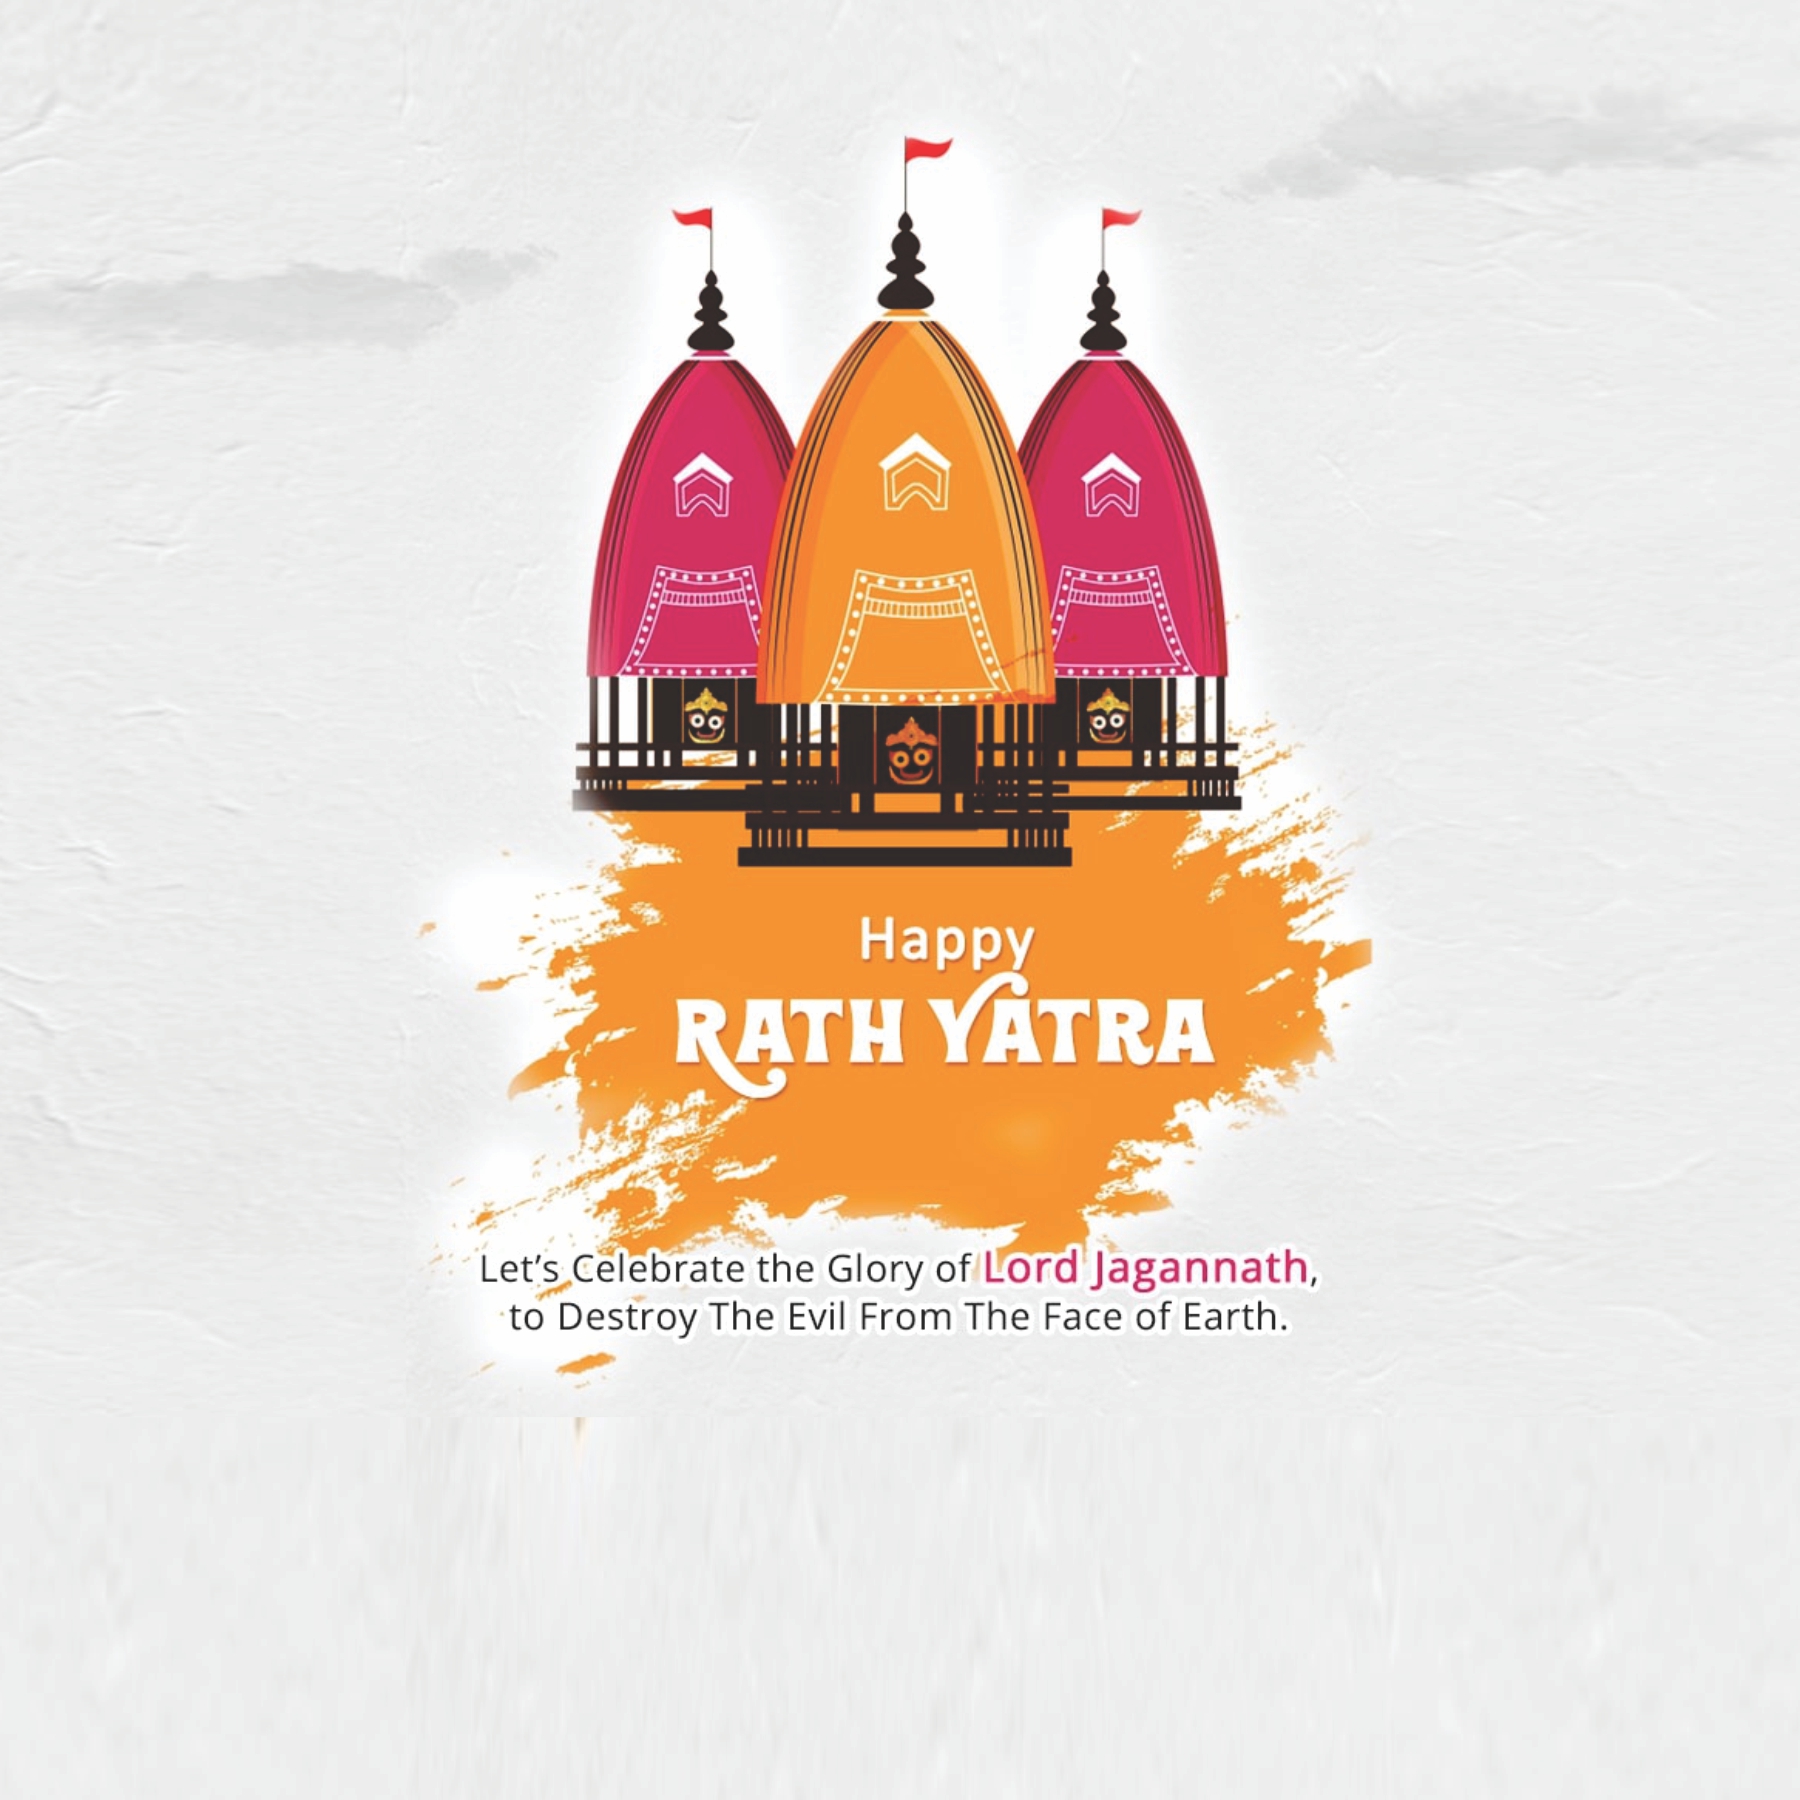 Happy
RATH YATRA
Let’s Celebrate the Glory of Lord Jagannath,
to Destroy The Evil From The Face of Earth.